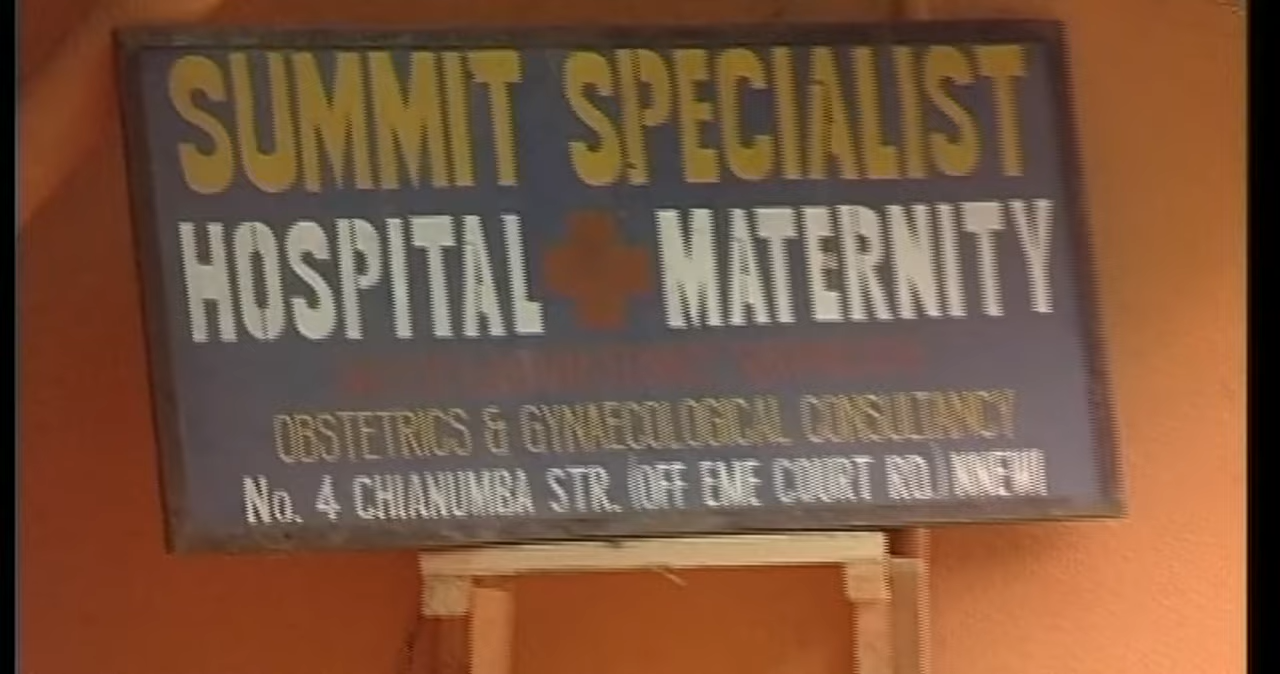 SUMMIT SPECIALIST
HOSPITAL MATERNITY
OBSTETRICS & GYNAECOLOGICAL CONSULTANCY
No. 4 CHIANUMBA STR. (OFF EME COURT RD) NNEWI